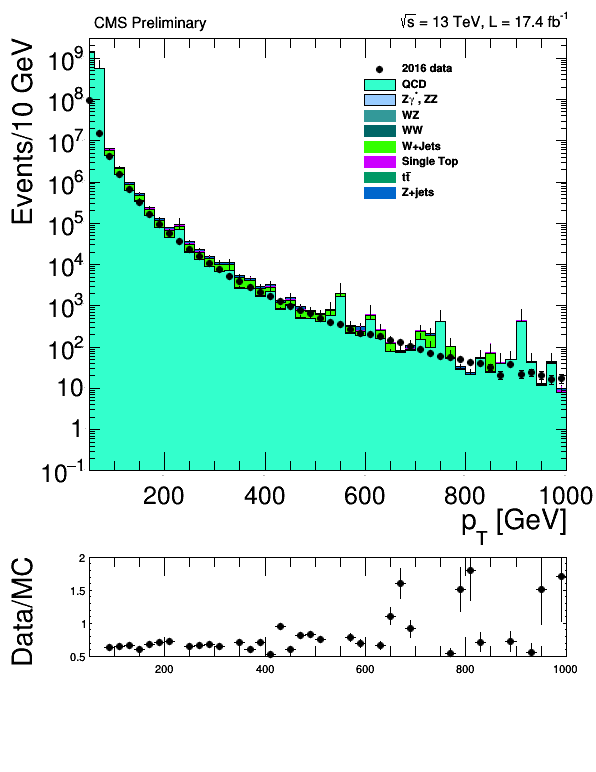 CMS Preliminary
√s = 13 TeV, L = 17.4 fb⁻¹
Events/10 GeV
10⁹
10⁸
10⁷
10⁶
10⁵
10⁴
10³
10²
10
1
10⁻¹
2016 data
QCD
Zγ*, ZZ
WZ
WW
W+Jets
Single Top
tt̄
Z+jets
200 400 600 800 1000
p_T [GeV]
Data/MC
2
1.5
1
0.5
200 400 600 800 1000